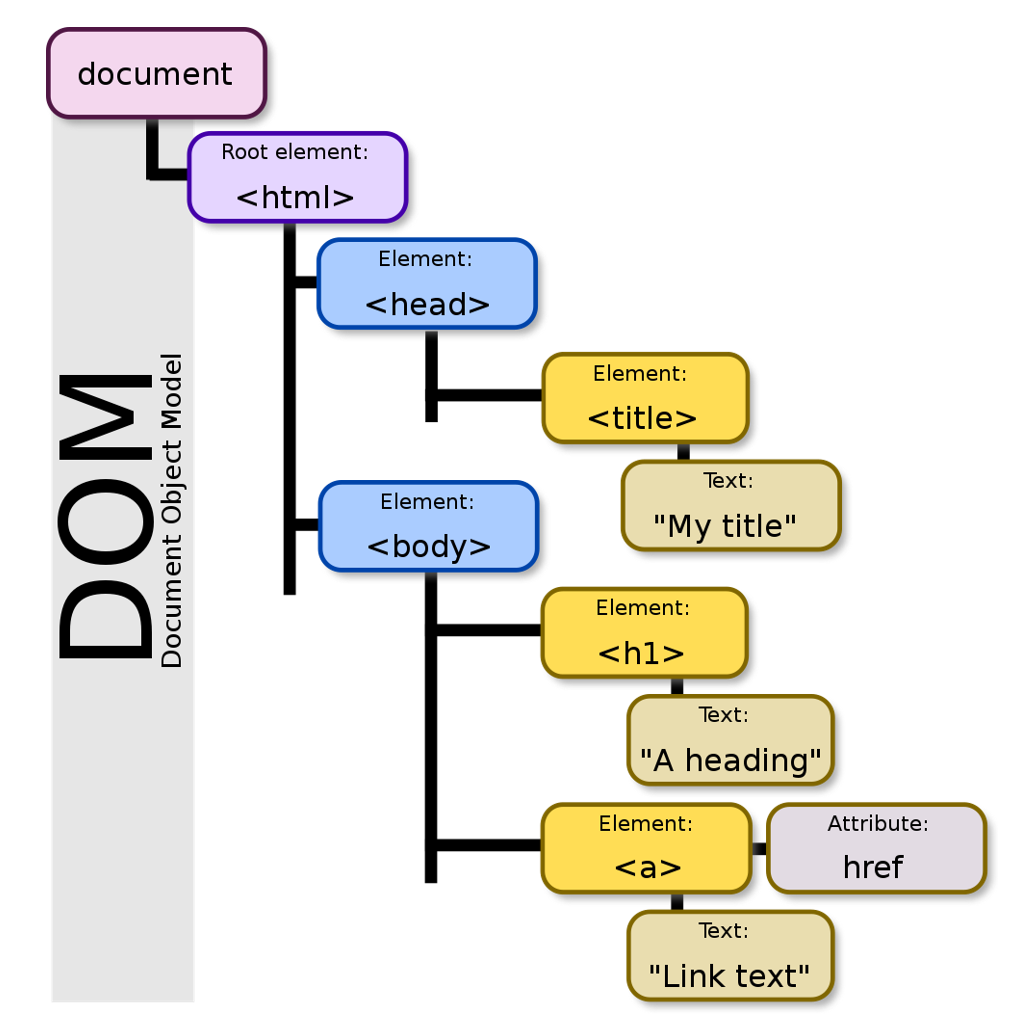 document
Root element:
<html>
Element:
<head>
Element:
<title>
Text:
"My title"
Element:
<body>
Element:
<h1>
Text:
"A heading"
Element:
<a>
Attribute:
href
Text:
"Link text"
DOM
Document Object Model